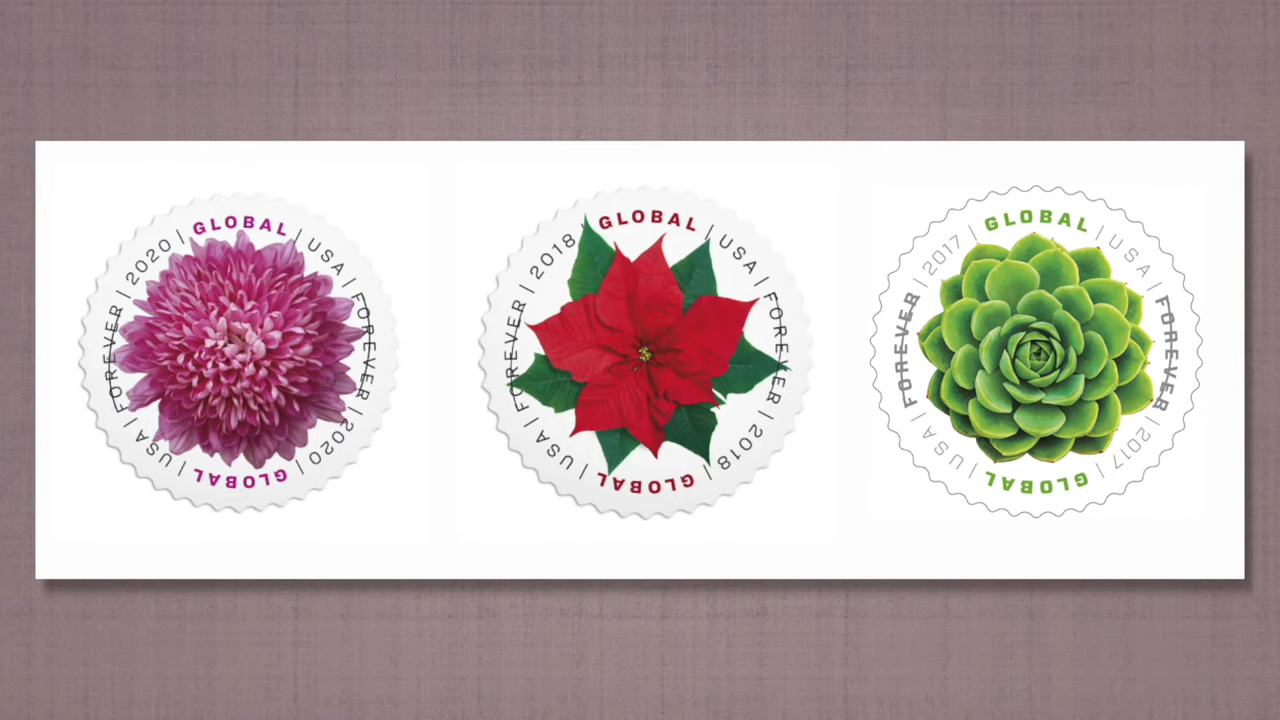 GLOBAL | USA | FOREVER | 2020 | GLOBAL | USA | FOREVER | 2020 |
GLOBAL | USA | FOREVER | 2018 | GLOBAL | USA | FOREVER | 2018 |
GLOBAL | USA | FOREVER | 2017 | GLOBAL | USA | FOREVER | 2017 |